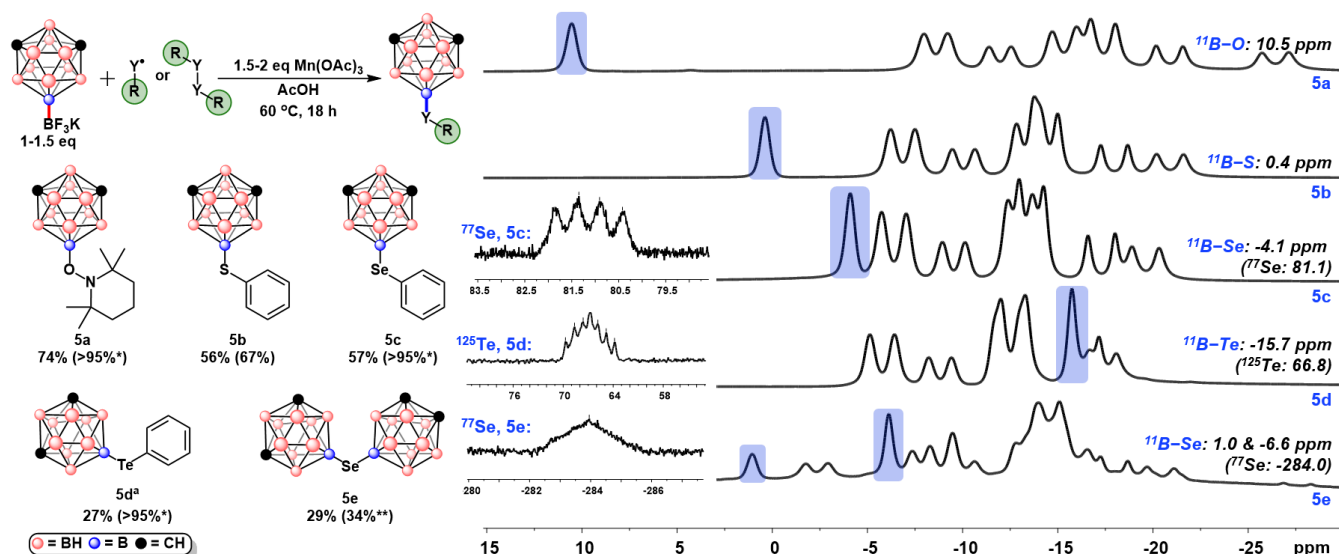 R
Y•
R
or
Y
Y
R
+
1.5-2 eq Mn(OAc)3
AcOH
60 °C, 18 h
BF3K
1-1.5 eq
Y
R
O
N
5a
74% (>95%*)
S
5b
56% (67%)
Se
5c
57% (>95%*)
Te
5dᵃ
27% (>95%*)
Se
5e
29% (34%**)
= BH = B = CH
⁷⁷Se, 5c:
83.5 82.5 81.5 80.5 79.5
¹²⁵Te, 5d:
76 70 66 62 58
⁷⁷Se, 5e:
280 -282 -284 -286
¹¹B–O: 10.5 ppm
5a
¹¹B–S: 0.4 ppm
5b
¹¹B–Se: -4.1 ppm
(⁷⁷Se: 81.1)
5c
¹¹B–Te: -15.7 ppm
(¹²⁵Te: 66.8)
5d
¹¹B–Se: 1.0 & -6.6 ppm
(⁷⁷Se: -284.0)
5e
15 10 5 0 -5 -10 -15 -20 -25 ppm